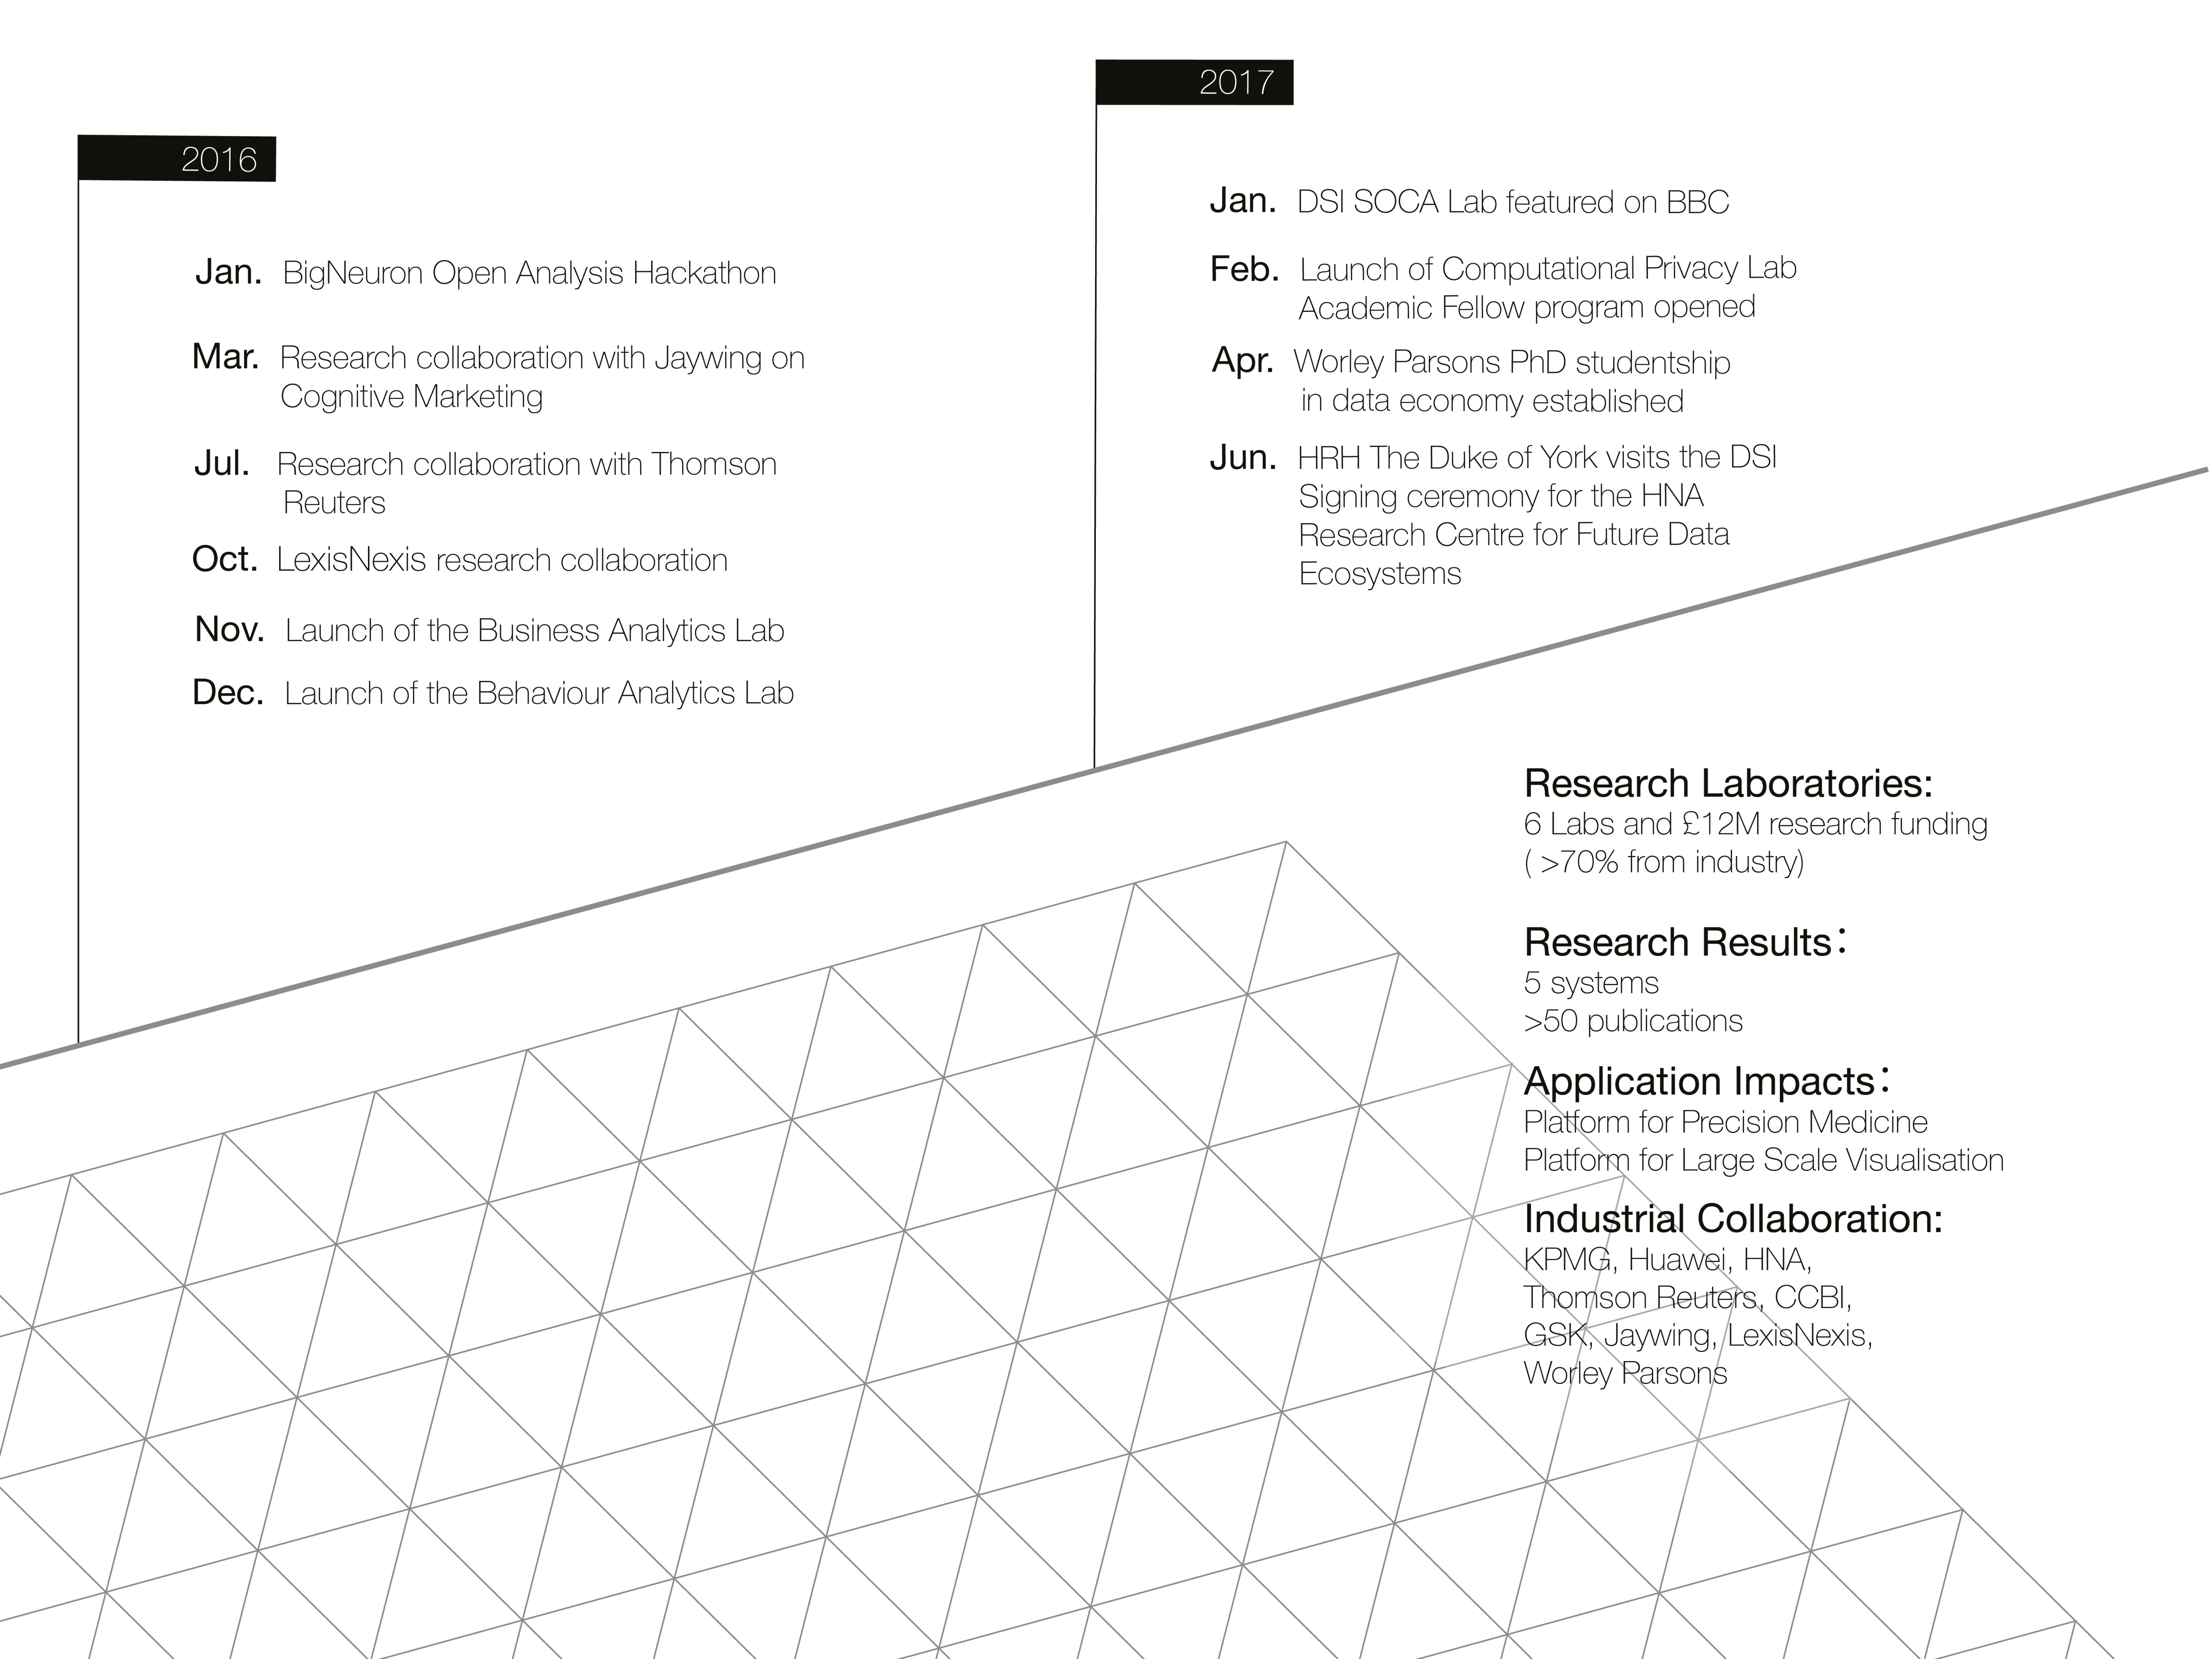 2016
Jan. BigNeuron Open Analysis Hackathon
Mar. Research collaboration with Jaywing on
Cognitive Marketing
Jul. Research collaboration with Thomson
Reuters
Oct. LexisNexis research collaboration
Nov. Launch of the Business Analytics Lab
Dec. Launch of the Behaviour Analytics Lab
2017
Jan. DSI SOCA Lab featured on BBC
Feb. Launch of Computational Privacy Lab
Academic Fellow program opened
Apr. Worley Parsons PhD studentship
in data economy established
Jun. HRH The Duke of York visits the DSI
Signing ceremony for the HNA
Research Centre for Future Data
Ecosystems
Research Laboratories:
6 Labs and £12M research funding
( >70% from industry)
Research Results：
5 systems
>50 publications
Application Impacts：
Platform for Precision Medicine
Platform for Large Scale Visualisation
Industrial Collaboration:
KPMG, Huawei, HNA,
Thomson Reuters, CCBI,
GSK, Jaywing, LexisNexis,
Worley Parsons